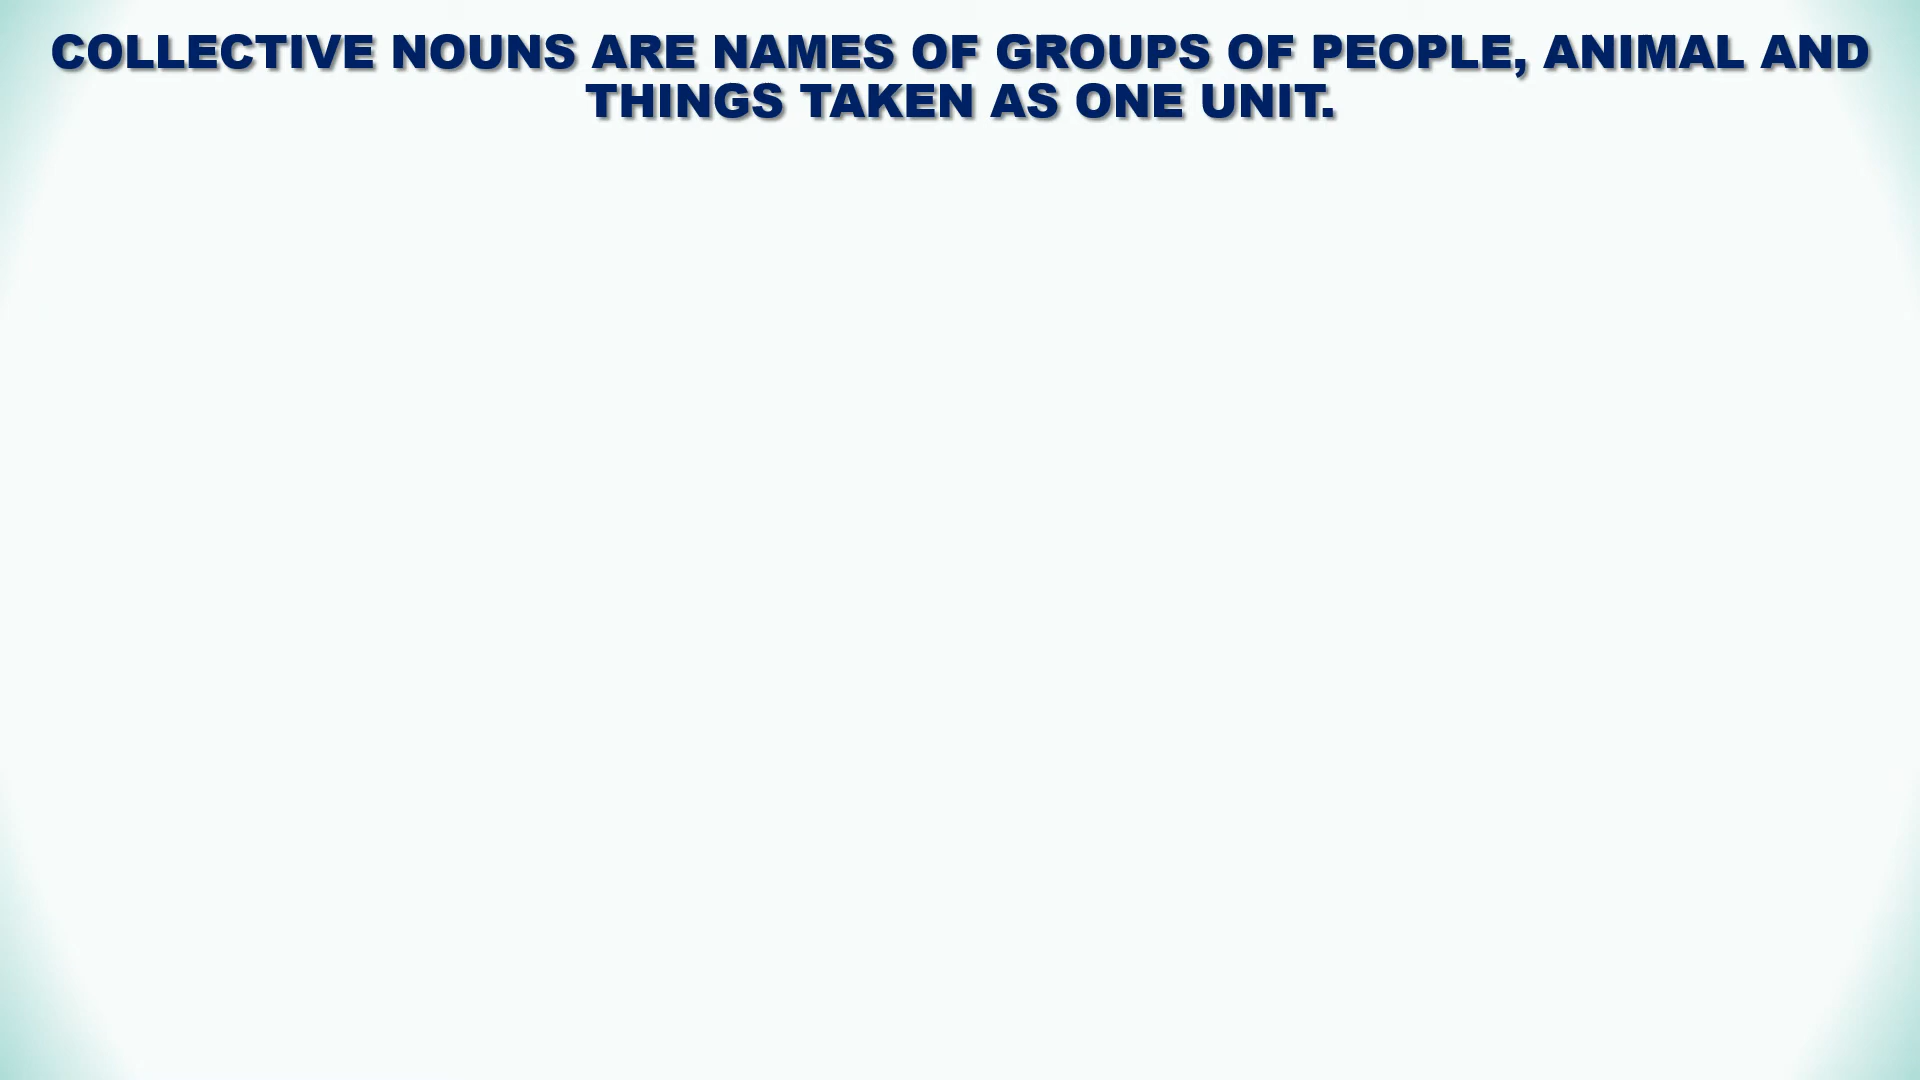 COLLECTIVE NOUNS ARE NAMES OF GROUPS OF PEOPLE, ANIMAL AND
THINGS TAKEN AS ONE UNIT.